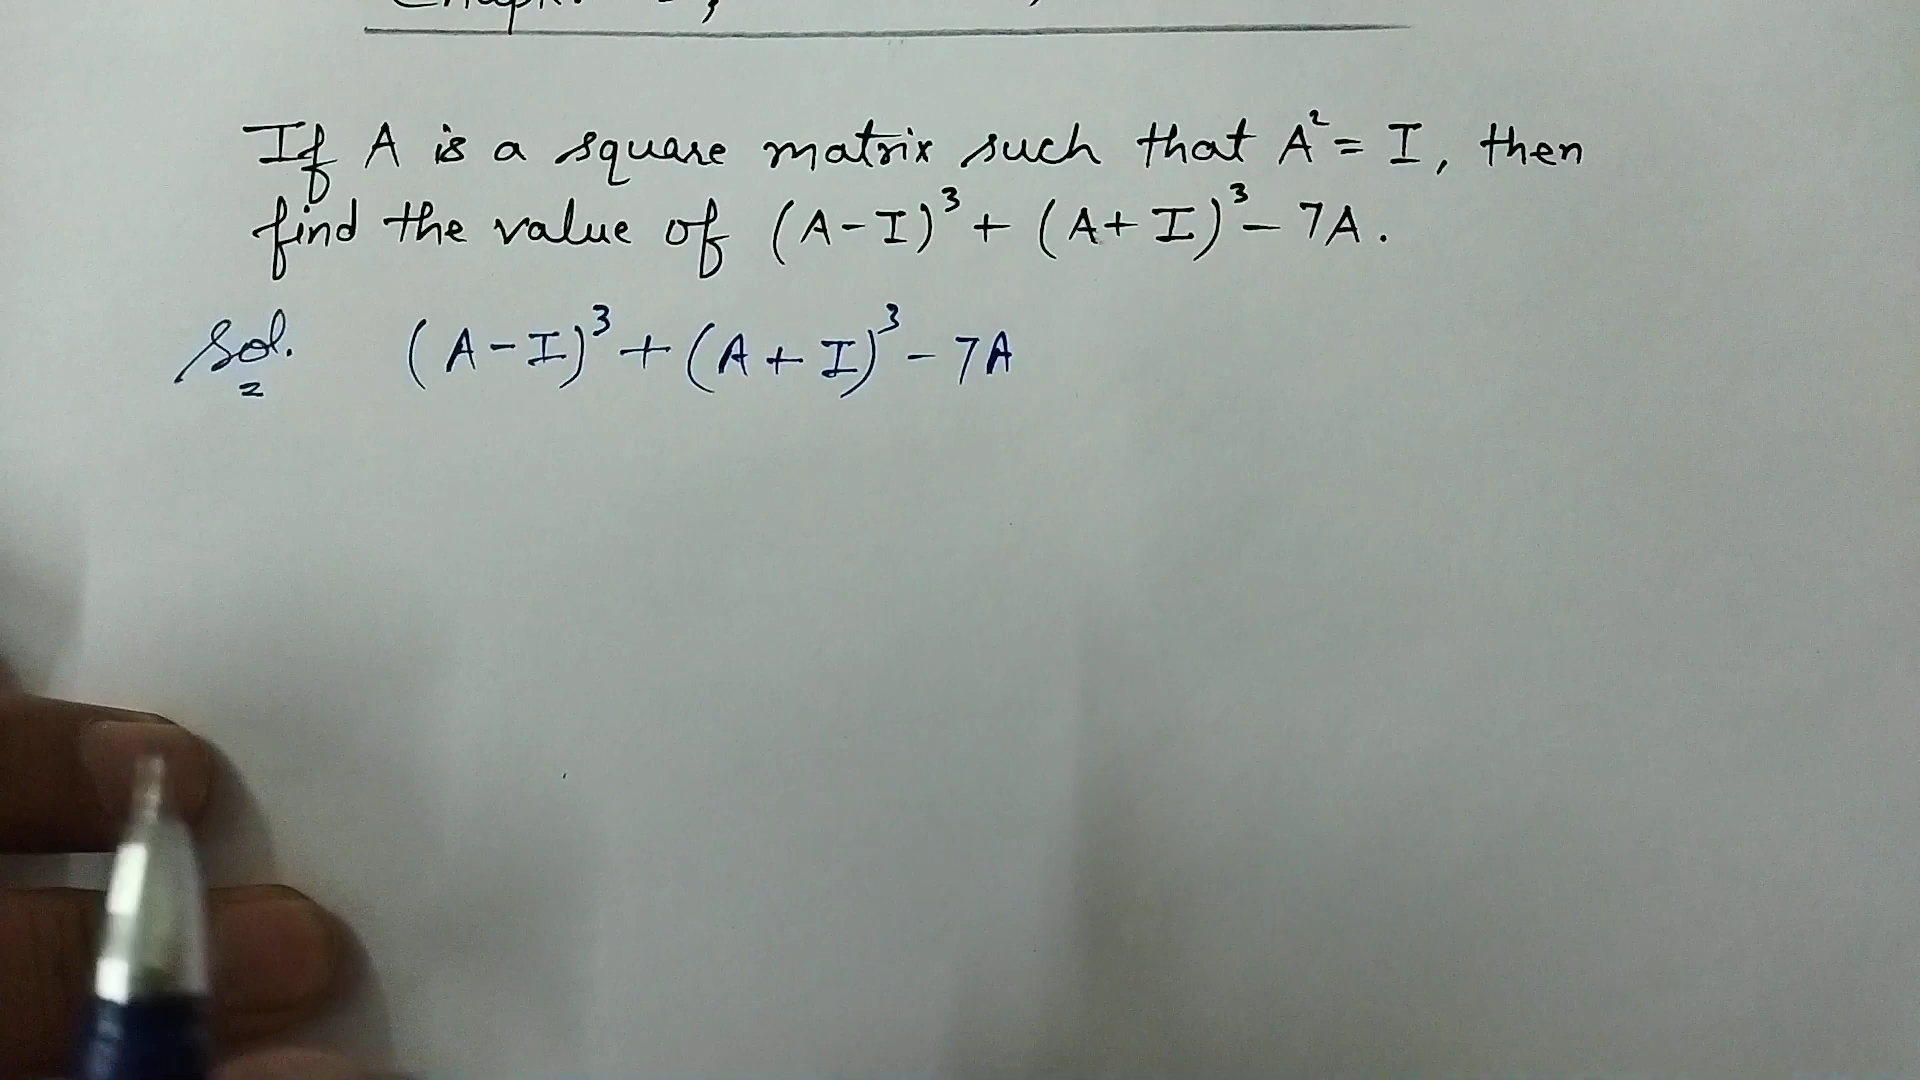 If A is a square matrix such that A² = I, then
find the value of (A-I)³ + (A+I)³ - 7A.
Sol. (A-I)³ + (A+I)³ - 7A